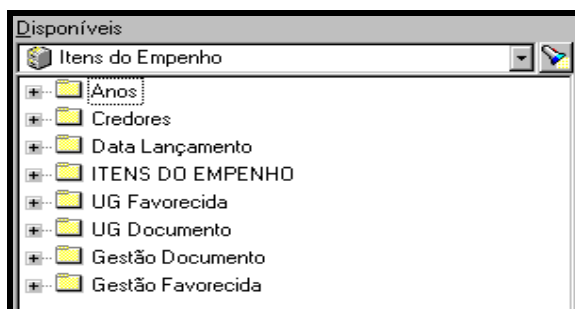 Disponíveis
Itens do Empenho
Anos
Credores
Data Lançamento
ITENS DO EMPENHO
UG Favorecida
UG Documento
Gestão Documento
Gestão Favorecida